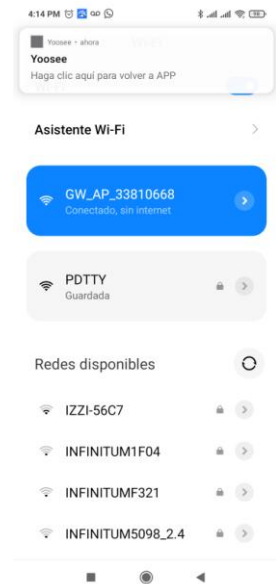 4:14 PM
Yoosee • ahora
Yoosee
Haga clic aquí para volver a APP
Asistente Wi-Fi
GW_AP_33810668
Conectado, sin internet
PDTTY
Guardada
Redes disponibles
IZZI-56C7
INFINITUM1F04
INFINITUMF321
INFINITUM5098_2.4